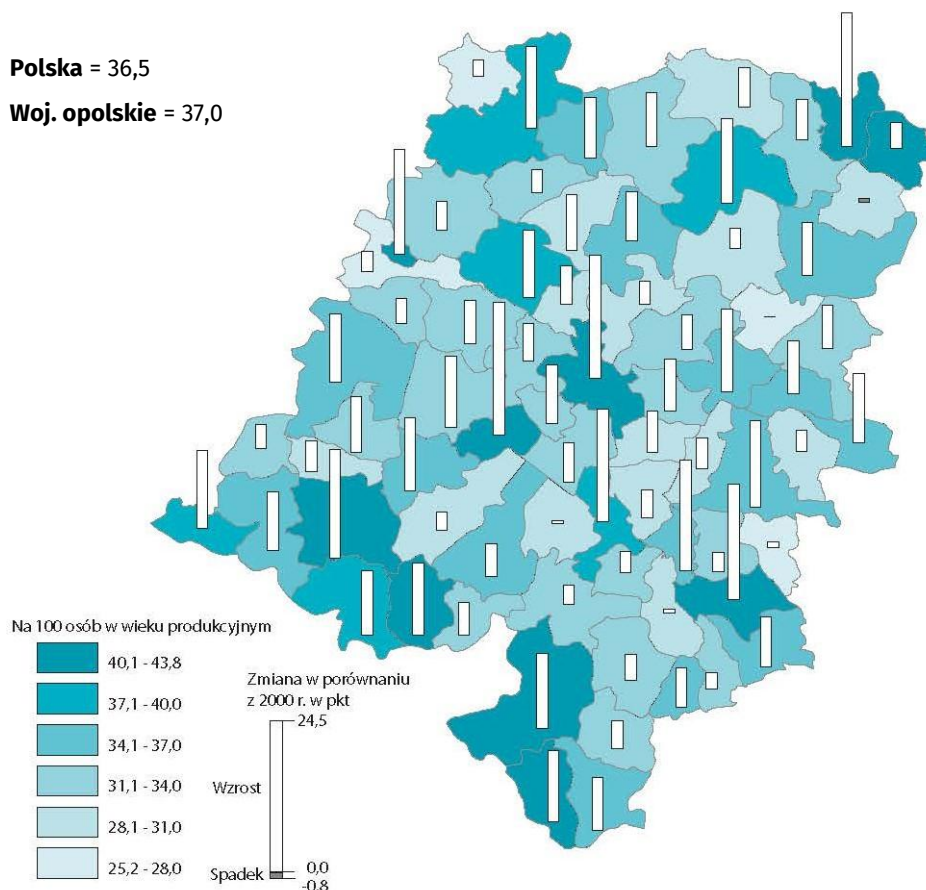 Polska = 36,5
Woj. opolskie = 37,0
Na 100 osób w wieku produkcyjnym
40,1 - 43,8
37,1 - 40,0
34,1 - 37,0
31,1 - 34,0
28,1 - 31,0
25,2 - 28,0
Zmiana w porównaniu
z 2000 r. w pkt
24,5
Wzrost
0,0
Spadek
-0,8